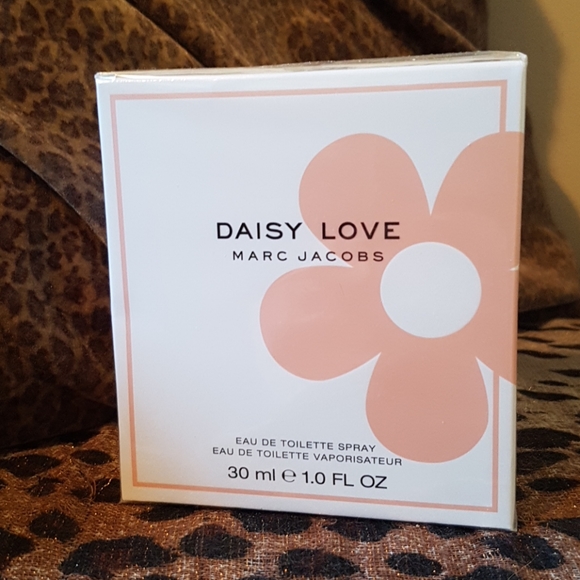 DAISY LOVE
MARC JACOBS
EAU DE TOILETTE SPRAY
EAU DE TOILETTE VAPORISATEUR
30 ml ℮ 1.0 FL OZ